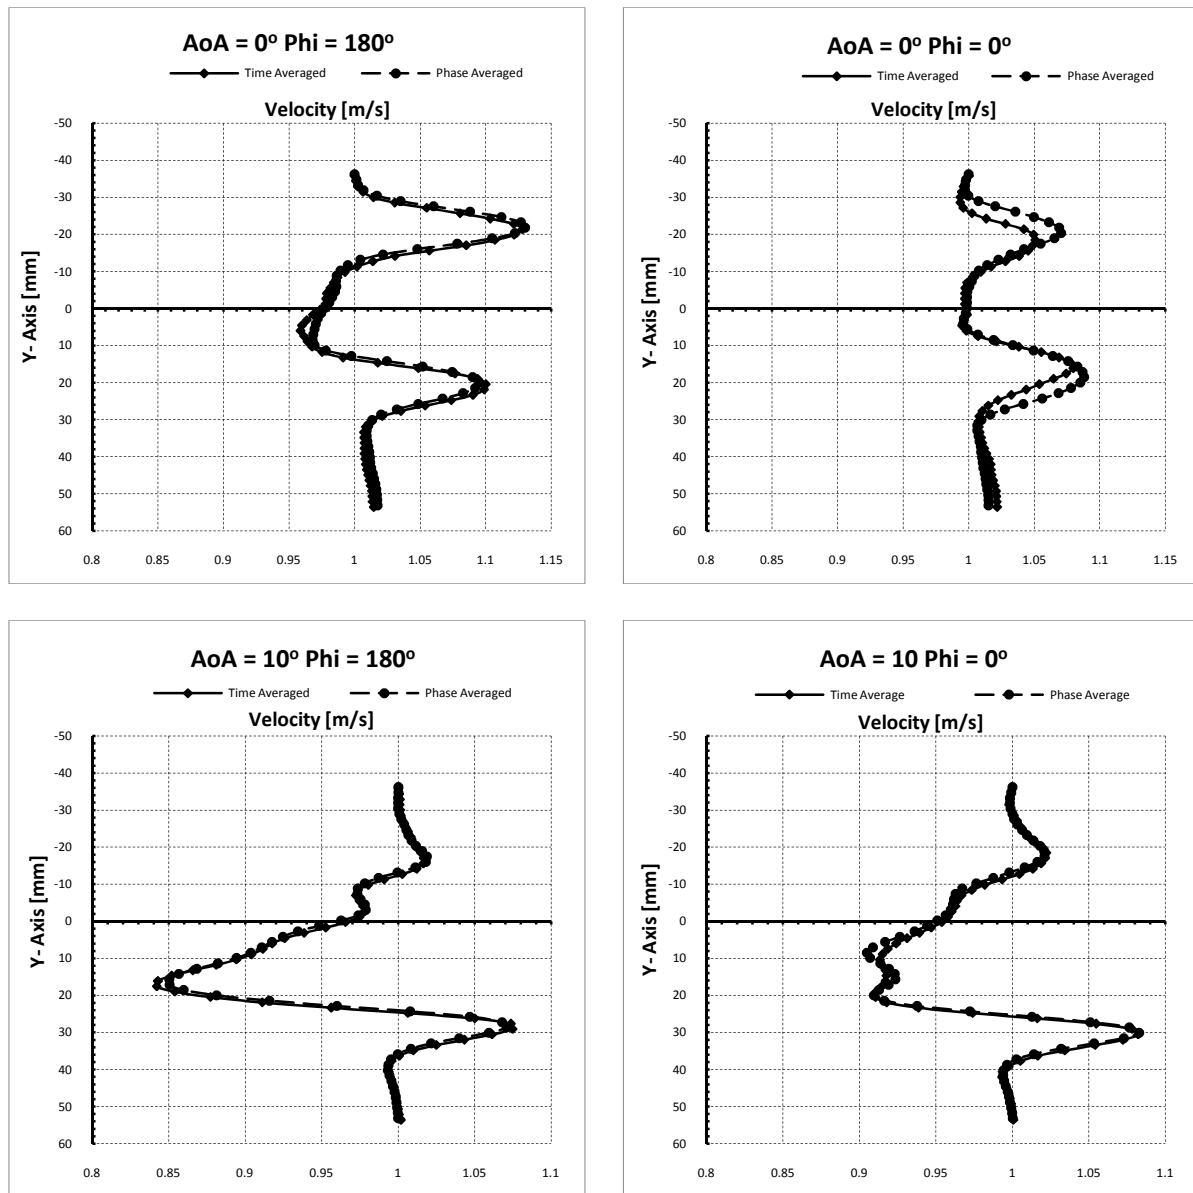 AoA = 0º Phi = 180º
Time Averaged Phase Averaged
Velocity [m/s]
-50
-40
-30
-20
-10
0
10
20
30
40
50
60
Y- Axis [mm]
0.8 0.85 0.9 0.95 1 1.05 1.1 1.15
AoA = 0º Phi = 0º
Time Averaged Phase Averaged
Velocity [m/s]
-50
-40
-30
-20
-10
0
10
20
30
40
50
60
Y- Axis [mm]
0.8 0.85 0.9 0.95 1 1.05 1.1 1.15
AoA = 10º Phi = 180º
Time Averaged Phase Averaged
Velocity [m/s]
-50
-40
-30
-20
-10
0
10
20
30
40
50
60
Y- Axis [mm]
0.8 0.85 0.9 0.95 1 1.05 1.1
AoA = 10 Phi = 0º
Time Average Phase Average
Velocity [m/s]
-50
-40
-30
-20
-10
0
10
20
30
40
50
60
Y- Axis [mm]
0.8 0.85 0.9 0.95 1 1.05 1.1